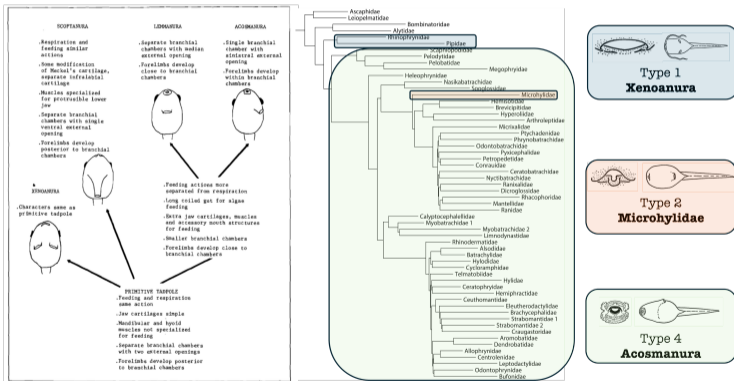 SCOPTANURA
.Respiration and
feeding similar
actions
.Some modification
of Meckel's cartilage,
separate infralabial
cartilage
.Muscles specialized
for protrusible lower
jaw
.Separate branchial
chambers with single
ventral external
opening
.Forelimbs develop
posterior to branchial
chambers
LEMMANURA
.Separate branchial
chambers with median
external opening
.Forelimbs develop
close to branchial
chambers
ACOSMANURA
.Single branchial
chamber with
sinistral external
opening
.Forelimbs develop
within branchial
chambers
XENOANURA
.Characters same as
primitive tadpole
.Feeding actions more
separated from respiration
.Long coiled gut for algae
feeding
.Extra jaw cartilages, muscles
and accessory mouth structures
for feeding
.Smaller branchial chambers
.Forelimbs develop close to
branchial chambers
PRIMITIVE TADPOLE
.Feeding and respiration
same action
.Jaw cartilages simple
.Mandibular and hyoid
muscles not specialized
for feeding
.Separate branchial chambers
with two external openings
.Forelimbs develop posterior
to branchial chambers
Ascaphidae
Leiopelmatidae
Bombinatoridae
Alytidae
Rhinophrynidae
Pipidae
Scaphiopodidae
Pelodytidae
Pelobatidae
Megophryidae
Heleophrynidae
Nasikabatrachidae
Sooglossidae
Microhylidae
Hemisotidae
Brevicipitidae
Hyperoliidae
Arthroleptidae
Micrixalidae
Ptychadenidae
Phrynobatrachidae
Odontobatrachidae
Pyxicephalidae
Petropedetidae
Conrauidae
Ceratobatrachidae
Nyctibatrachidae
Ranixalidae
Dicroglossidae
Rhacophoridae
Mantellidae
Ranidae
Calyptocephalellidae
Myobatrachidae 1
Myobatrachidae 2
Limnodynastidae
Rhinodermatidae
Alsodidae
Batrachylidae
Hylodidae
Cycloramphidae
Telmatobiidae
Hylidae
Ceratophryidae
Hemiphractidae
Ceuthomantidae
Eleutherodactylidae
Brachycephalidae
Strabomantidae 1
Strabomantidae 2
Craugastoridae
Aromobatidae
Dendrobatidae
Allophrynidae
Centrolenidae
Leptodactylidae
Odontophrynidae
Bufonidae
Type 1
Xenoanura
Type 2
Microhylidae
Type 4
Acosmanura